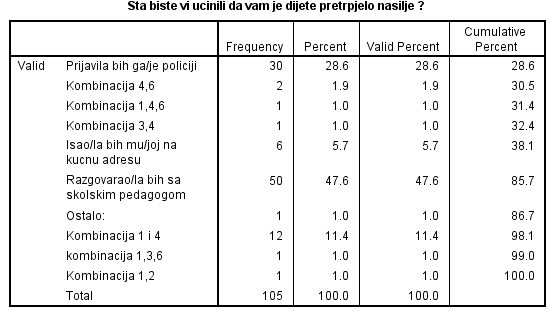 Sta biste vi ucinili da vam je dijete pretrpjelo nasilje ?
Frequency Percent Valid Percent Cumulative Percent
Valid Prijavila bih ga/je policiji 30 28.6 28.6 28.6
Kombinacija 4,6 2 1.9 1.9 30.5
Kombinacija 1,4,6 1 1.0 1.0 31.4
Kombinacija 3,4 1 1.0 1.0 32.4
Isao/la bih mu/joj na kucnu adresu 6 5.7 5.7 38.1
Razgovarao/la bih sa skolskim pedagogom 50 47.6 47.6 85.7
Ostalo: 1 1.0 1.0 86.7
Kombinacija 1 i 4 12 11.4 11.4 98.1
kombinacija 1,3,6 1 1.0 1.0 99.0
Kombinacija 1,2 1 1.0 1.0 100.0
Total 105 100.0 100.0